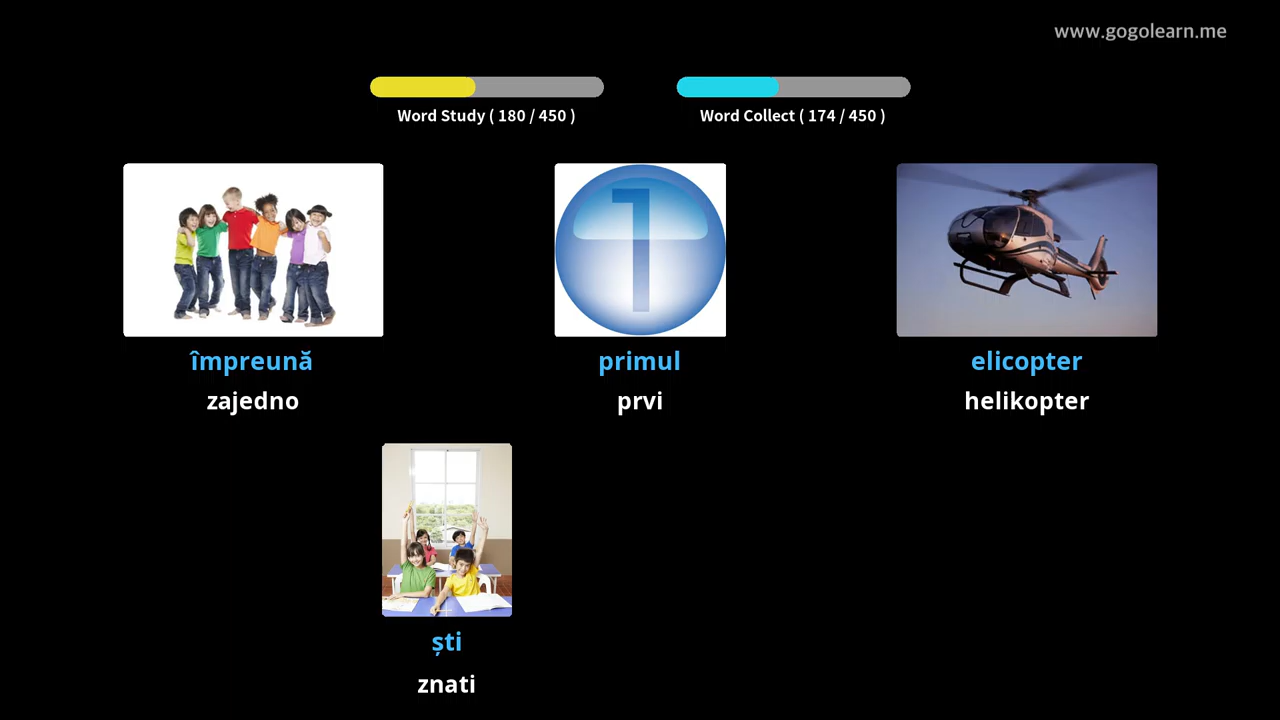 www.gogolearn.me
Word Study ( 180 / 450 )
Word Collect ( 174 / 450 )
1
împreună
primul
elicopter
zajedno
prvi
helikopter
ști
znati